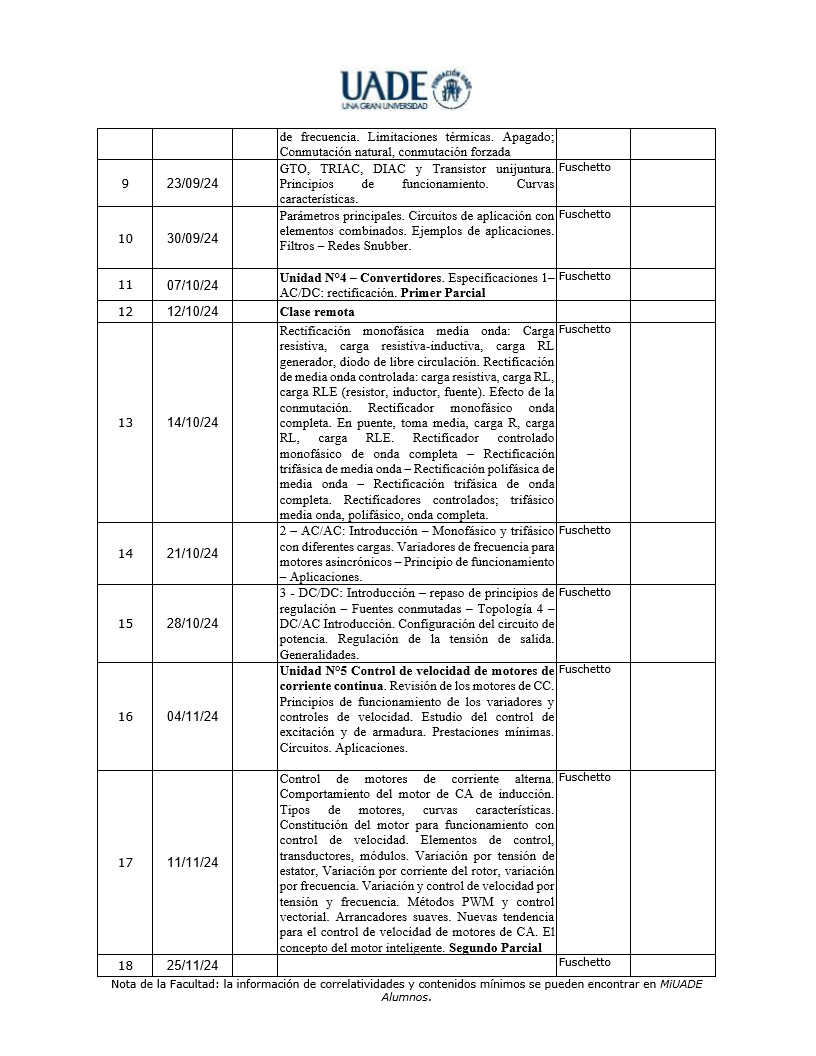 UADE
UNA GRAN UNIVERSIDAD
FUNDACIÓN UADE
de frecuencia. Limitaciones térmicas. Apagado;
Conmutación natural, conmutación forzada
9
23/09/24
GTO, TRIAC, DIAC y Transistor unijuntura.
Principios de funcionamiento. Curvas
características.
Fuschetto
10
30/09/24
Parámetros principales. Circuitos de aplicación con
elementos combinados. Ejemplos de aplicaciones.
Filtros – Redes Snubber.
Fuschetto
11
07/10/24
Unidad N°4 – Convertidores. Especificaciones 1–
AC/DC: rectificación. Primer Parcial
Fuschetto
12
12/10/24
Clase remota
13
14/10/24
Rectificación monofásica media onda: Carga
resistiva, carga resistiva-inductiva, carga RL
generador, diodo de libre circulación. Rectificación
de media onda controlada: carga resistiva, carga RL,
carga RLE (resistor, inductor, fuente). Efecto de la
conmutación. Rectificador monofásico onda
completa. En puente, toma media, carga R, carga
RL, carga RLE. Rectificador controlado
monofásico de onda completa – Rectificación
trifásica de media onda – Rectificación polifásica de
media onda – Rectificación trifásica de onda
completa. Rectificadores controlados; trifásico
media onda, polifásico, onda completa.
Fuschetto
14
21/10/24
2 – AC/AC: Introducción – Monofásico y trifásico
con diferentes cargas. Variadores de frecuencia para
motores asincrónicos – Principio de funcionamiento
– Aplicaciones.
Fuschetto
15
28/10/24
3 - DC/DC: Introducción – repaso de principios de
regulación – Fuentes conmutadas – Topología 4 –
DC/AC Introducción. Configuración del circuito de
potencia. Regulación de la tensión de salida.
Generalidades.
Fuschetto
16
04/11/24
Unidad N°5 Control de velocidad de motores de
corriente continua. Revisión de los motores de CC.
Principios de funcionamiento de los variadores y
controles de velocidad. Estudio del control de
excitación y de armadura. Prestaciones mínimas.
Circuitos. Aplicaciones.
Fuschetto
17
11/11/24
Control de motores de corriente alterna.
Comportamiento del motor de CA de inducción.
Tipos de motores, curvas características.
Constitución del motor para funcionamiento con
control de velocidad. Elementos de control,
transductores, módulos. Variación por tensión de
estator, Variación por corriente del rotor, variación
por frecuencia. Variación y control de velocidad por
tensión y frecuencia. Métodos PWM y control
vectorial. Arrancadores suaves. Nuevas tendencia
para el control de velocidad de motores de CA. El
concepto del motor inteligente. Segundo Parcial
Fuschetto
18
25/11/24
Fuschetto
Nota de la Facultad: la información de correlatividades y contenidos mínimos se pueden encontrar en MiUADE
Alumnos.